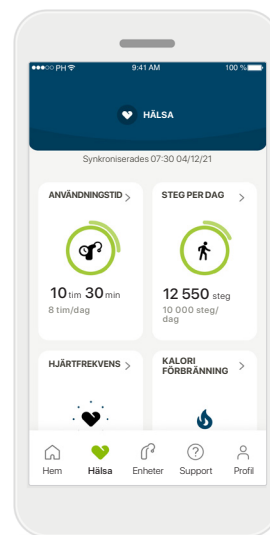 PH 9:41 AM 100 %
HÄLSA
Synkroniserades 07:30 04/12/21
ANVÄNDNINGSTID
10 tim 30 min
8 tim/dag
STEG PER DAG
12 550 steg
10 000 steg/
dag
HJÄRTFREKVENS
KALORI
FÖRBRÄNNING
Hem Hälsa Enheter Support Profil